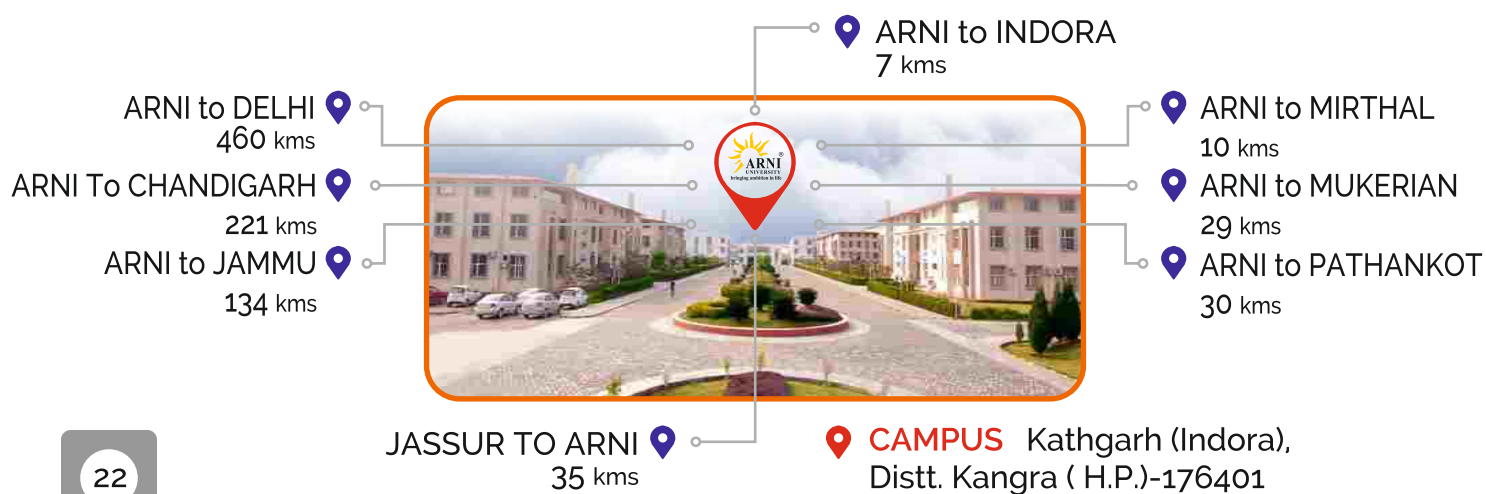 ARNI to INDORA
7 kms
ARNI to DELHI
460 kms
ARNI To CHANDIGARH
221 kms
ARNI to JAMMU
134 kms
ARNI to MIRTHAL
10 kms
ARNI to MUKERIAN
29 kms
ARNI to PATHANKOT
30 kms
ARNI®
UNIVERSITY
bringing ambition in life
JASSUR TO ARNI
35 kms
CAMPUS Kathgarh (Indora),
Distt. Kangra ( H.P.)-176401
22